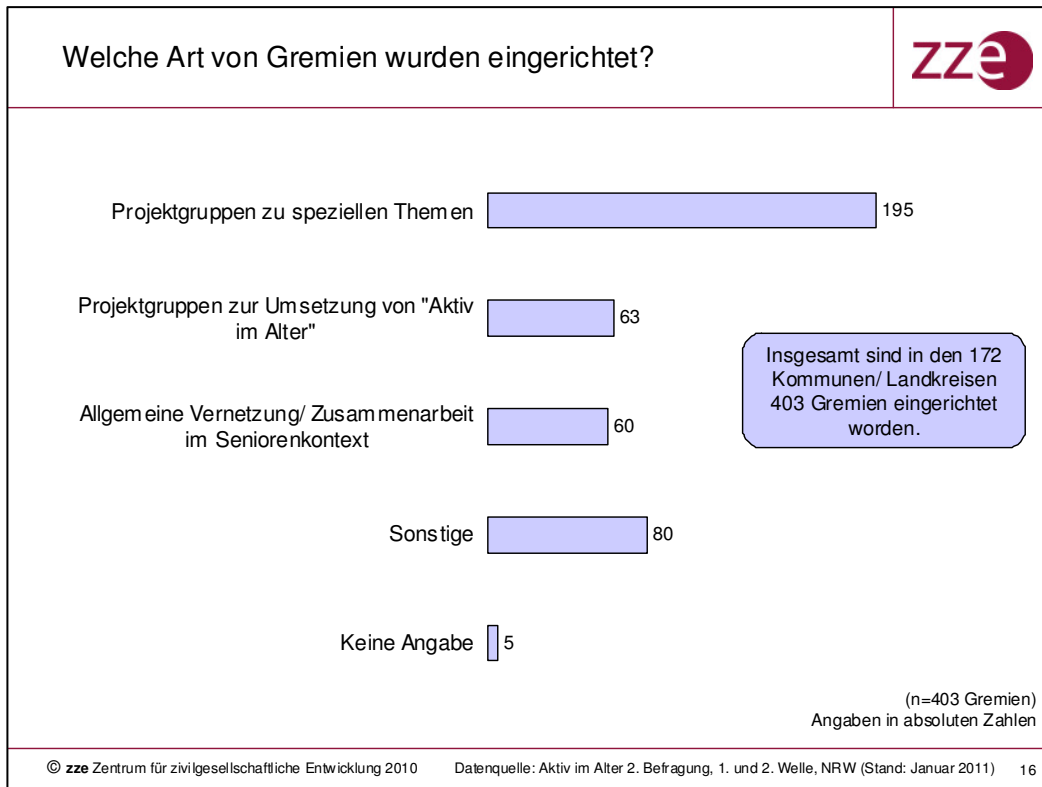 Welche Art von Gremien wurden eingerichtet?
zze
Projektgruppen zu speziellen Themen
195
Projektgruppen zur Umsetzung von "Aktiv
im Alter"
63
Allgemeine Vernetzung/ Zusammenarbeit
im Seniorenkontext
60
Sonstige
80
Keine Angabe
5
Insgesamt sind in den 172
Kommunen/ Landkreisen
403 Gremien eingerichtet
worden.
(n=403 Gremien)
Angaben in absoluten Zahlen
© zze Zentrum für zivilgesellschaftliche Entwicklung 2010
Datenquelle: Aktiv im Alter 2. Befragung, 1. und 2. Welle, NRW (Stand: Januar 2011)
16